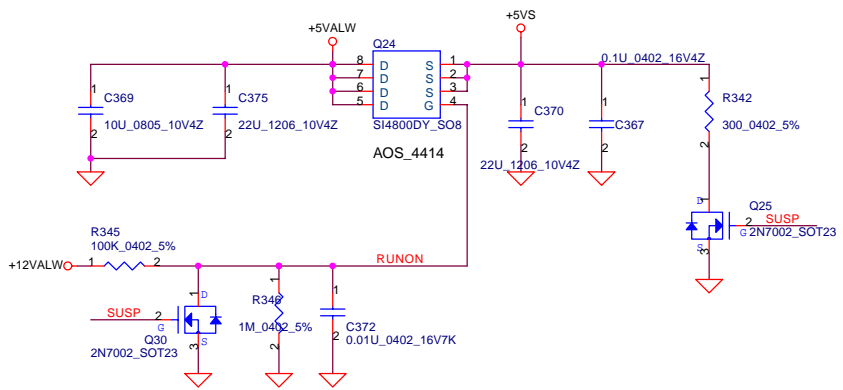 +5VALW
+5VS
Q24
8 D S 1
7 D S 2
6 D S 3
5 D G 4
SI4800DY_SO8
AOS_4414
1
C369
2
10U_0805_10V4Z
1
C375
2
22U_1206_10V4Z
1
C370
2
22U_1206_10V4Z
0.1U_0402_16V4Z
1
C367
2
1
R342
300_0402_5%
2
D
Q25
2
SUSP
G
2N7002_SOT23
S
3
R345
100K_0402_5%
+12VALW
1
2
RUNON
1
D
SUSP
2
G
S
3
Q30
2N7002_SOT23
1
R346
1M_0402_5%
2
1
C372
2
0.01U_0402_16V7K